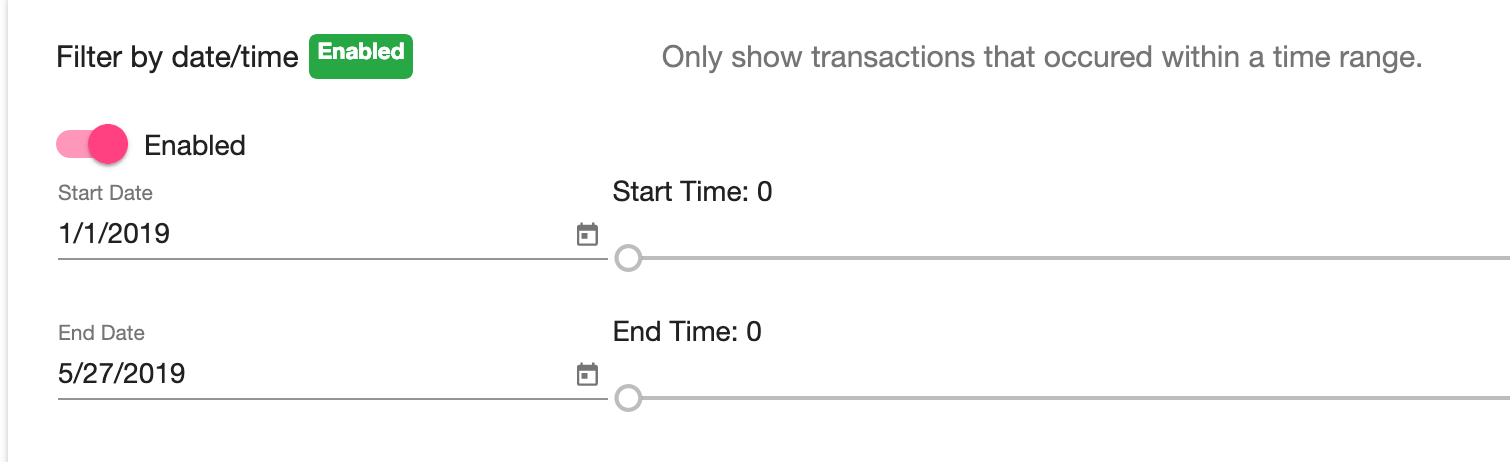 Filter by date/time Enabled
Only show transactions that occured within a time range.
Enabled
Start Date
1/1/2019
Start Time: 0
End Date
5/27/2019
End Time: 0